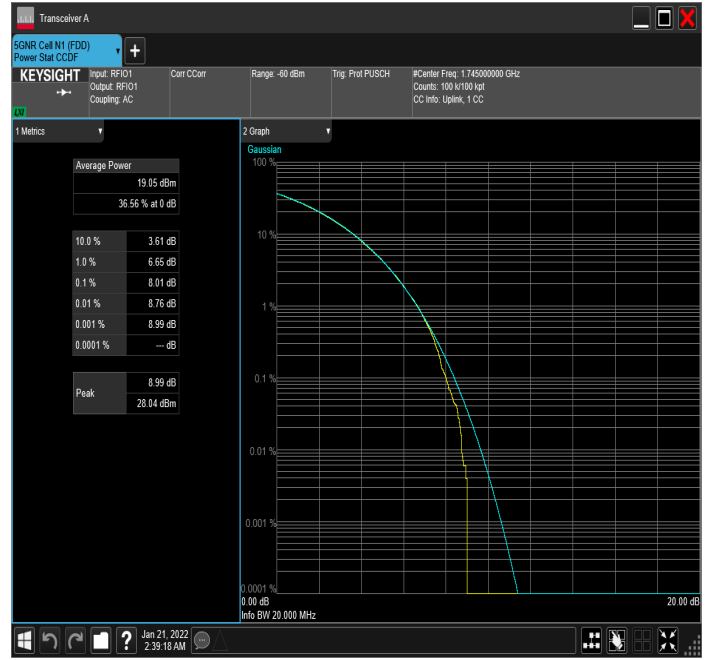 Transceiver A
5GNR Cell N1 (FDD)
Power Stat CCDF
KEYSIGHT
Input: RFIO1
Output: RFIO1
Coupling: AC
Corr CCorr
Range: -60 dBm
Trig: Prot PUSCH
#Center Freq: 1.745000000 GHz
Counts: 100 k/100 kpt
CC Info: Uplink, 1 CC
1 Metrics
Average Power
19.05 dBm
36.56 % at 0 dB
10.0 % 3.61 dB
1.0 % 6.65 dB
0.1 % 8.01 dB
0.01 % 8.76 dB
0.001 % 8.99 dB
0.0001 % --- dB
Peak
8.99 dB
28.04 dBm
2 Graph
Gaussian
100 %
10 %
1 %
0.1 %
0.01 %
0.001 %
0.0001 %
0.00 dB
20.00 dB
Info BW 20.000 MHz
Jan 21, 2022
2:39:18 AM